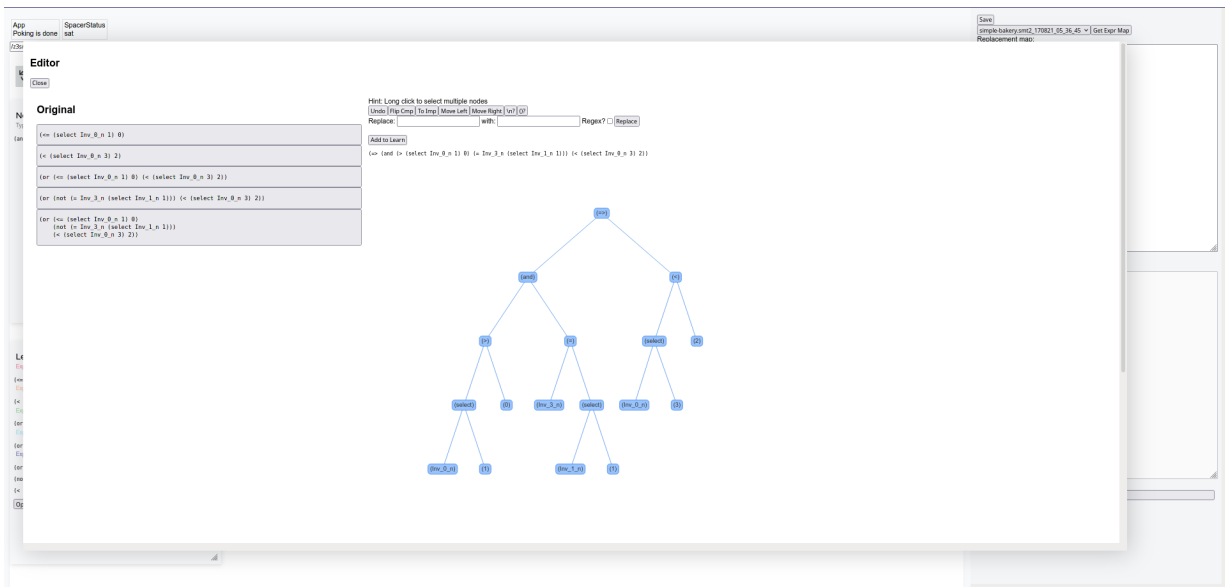 App SpacerStatus
Poking is done sat
Save
simple-bakery.smt2_170821_05_36_45 Get Expr Map
Replacement map:
Editor
Close
Original
(<= (select Inv_0_n 1) 0)
(< (select Inv_0_n 3) 2)
(or (<= (select Inv_0_n 1) 0) (< (select Inv_0_n 3) 2))
(or (not (= Inv_3_n (select Inv_1_n 1))) (< (select Inv_0_n 3) 2))
(or (<= (select Inv_0_n 1) 0)
(not (= Inv_3_n (select Inv_1_n 1)))
(< (select Inv_0_n 3) 2))
Hint: Long click to select multiple nodes
Undo Flip Cmp To Imp Move Left Move Right \n? ()?
Replace: with: Regex? Replace
Add to Learn
(=> (and (> (select Inv_0_n 1) 0) (= Inv_3_n (select Inv_1_n 1))) (< (select Inv_0_n 3) 2))
(=>)
(and) (<)
(>) (=) (select) (2)
(select) (0) (Inv_3_n) (select) (Inv_0_n) (3)
(Inv_0_n) (1) (Inv_1_n) (1)